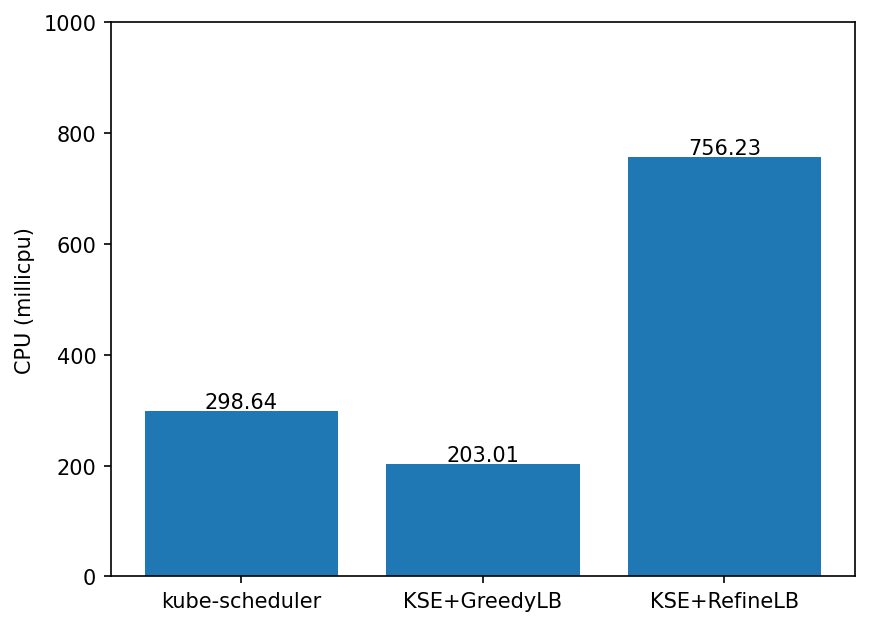 1000
800
600
400
200
0
CPU (millicpu)
298.64
203.01
756.23
kube-scheduler
KSE+GreedyLB
KSE+RefineLB